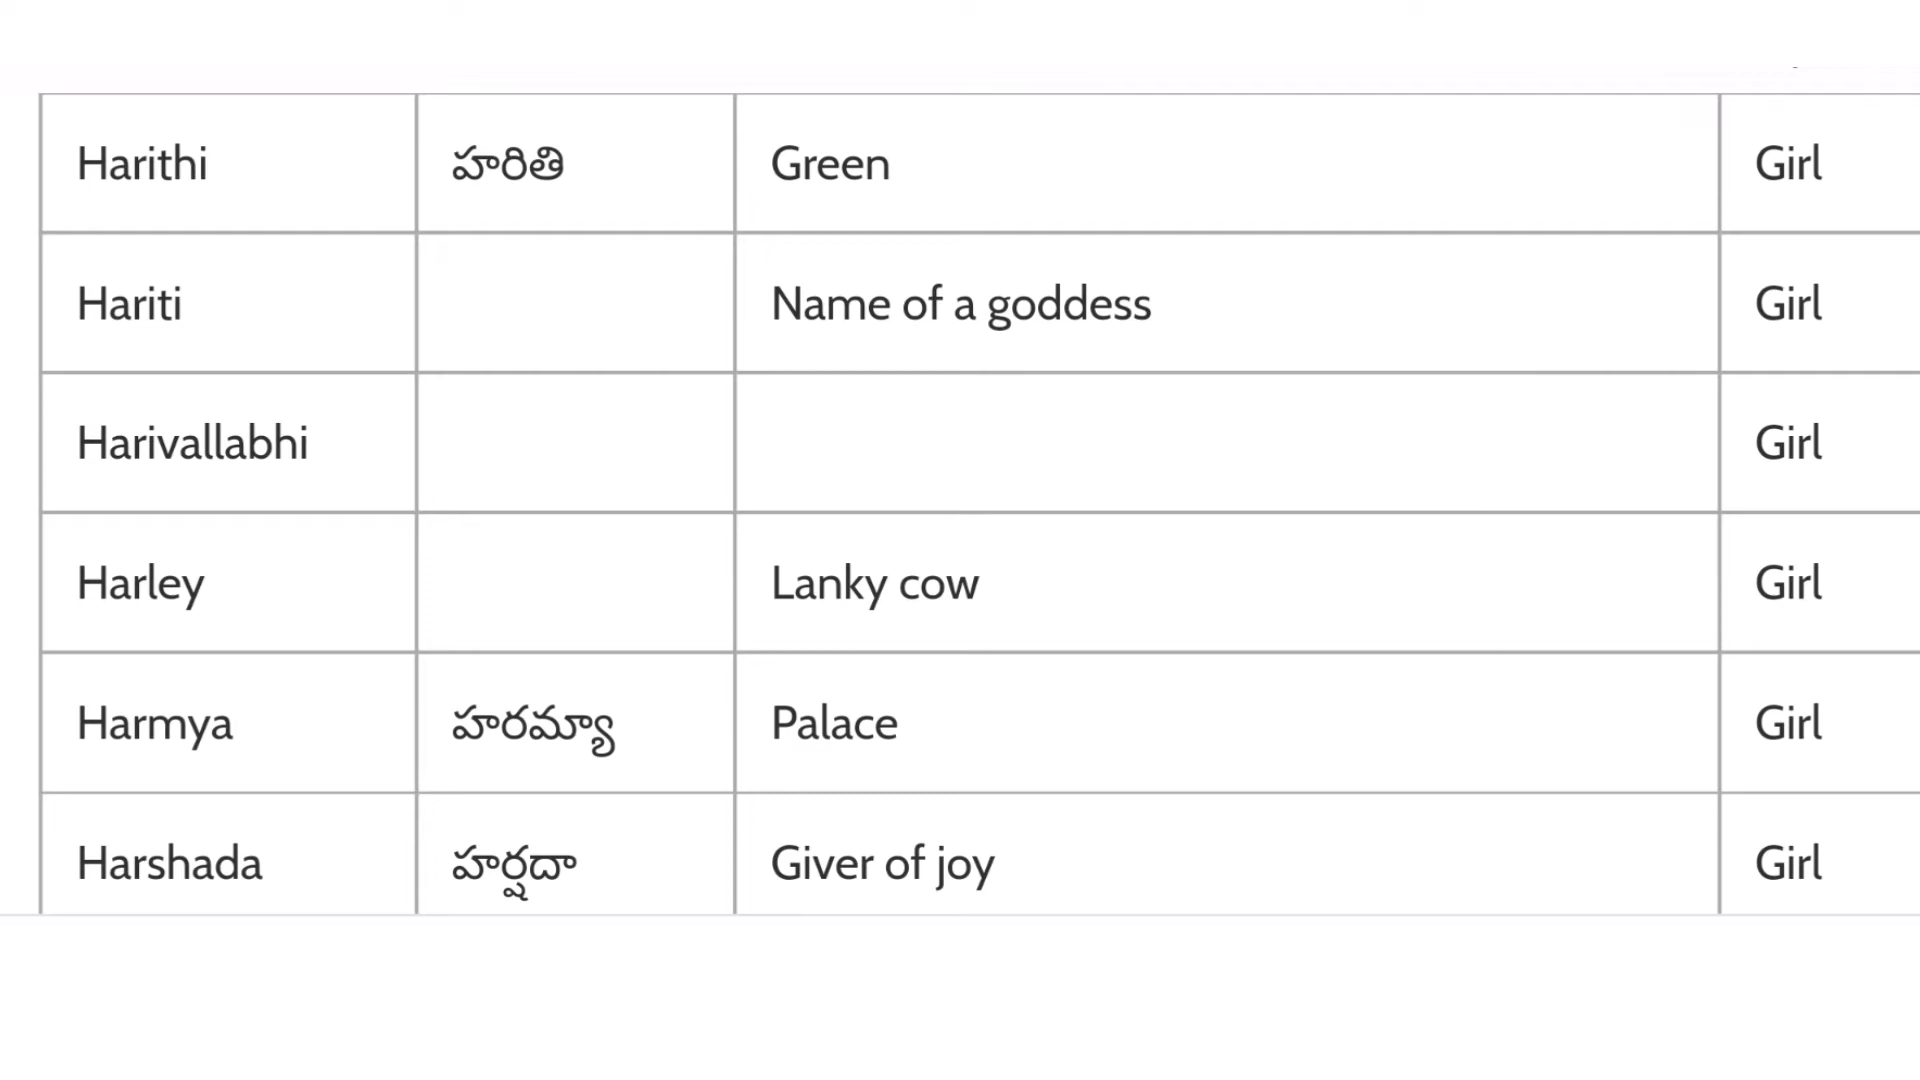 Harithi హరితి Green Girl
Hariti Name of a goddess Girl
Harivallabhi Girl
Harley Lanky cow Girl
Harmya హరమ్యా Palace Girl
Harshada హర్షదా Giver of joy Girl